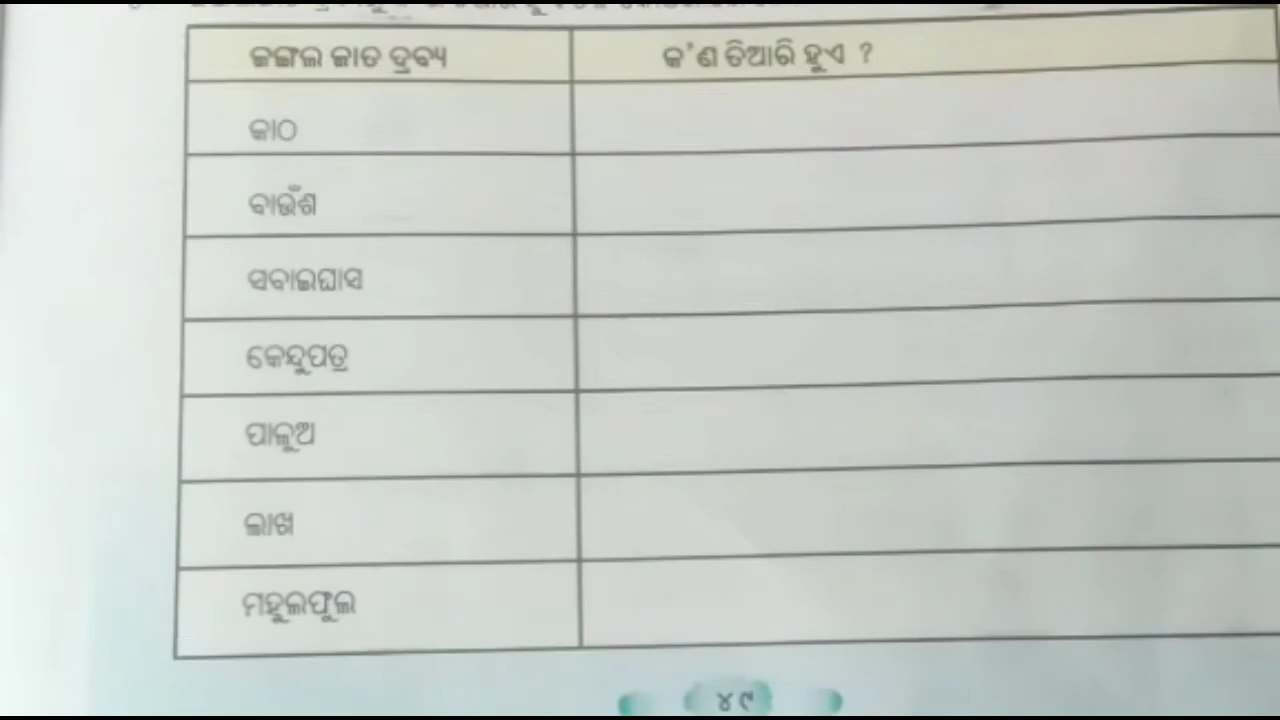 ଜଙ୍ଗଲ ଜାତ ଦ୍ରବ୍ୟ
କ'ଣ ତିଆରି ହୁଏ ?
କାଠ
ବାଉଁଶ
ସବାଇଘାସ
କେନ୍ଦୁପତ୍ର
ପାଳୁଅ
ଲାଖ
ମହୁଲଫୁଲ
୪୯